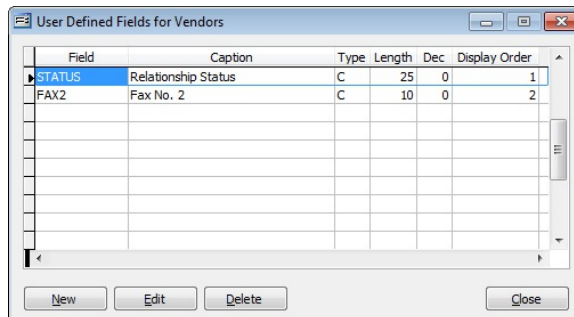 User Defined Fields for Vendors
Field Caption Type Length Dec Display Order
STATUS Relationship Status C 25 0 1
FAX2 Fax No. 2 C 10 0 2
New Edit Delete Close